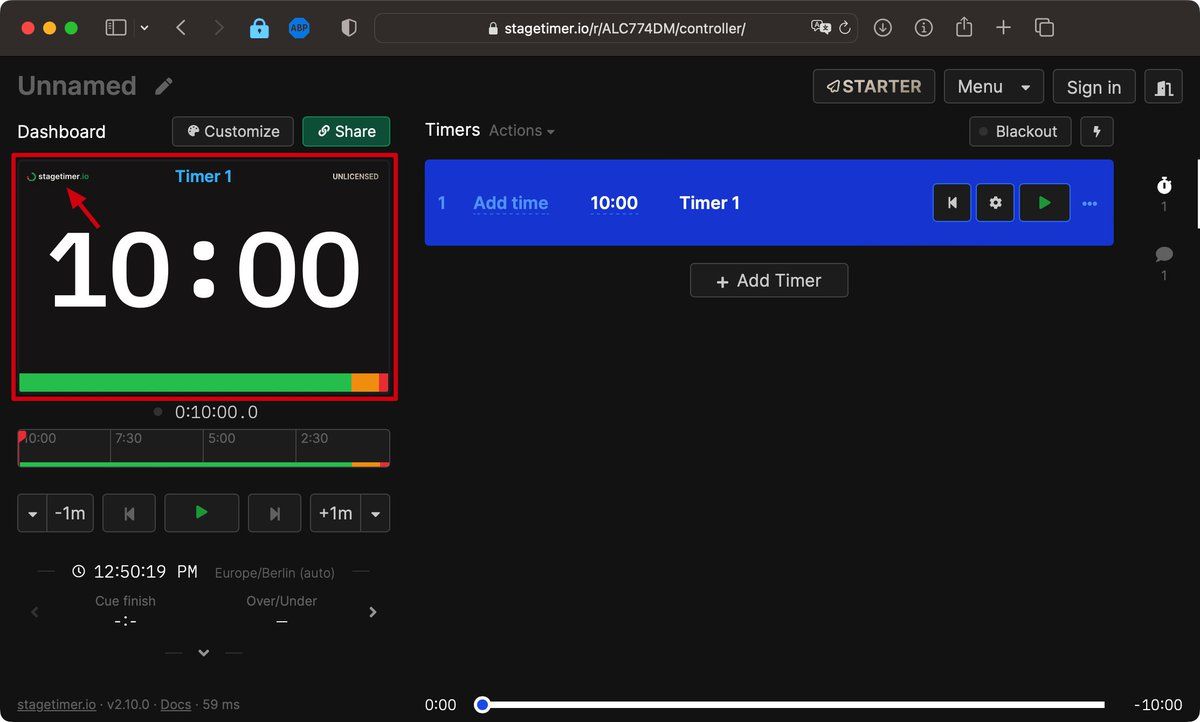 ABP
stagetimer.io/r/ALC774DM/controller/
Unnamed
STARTER
Menu
Sign in
Dashboard
Customize
Share
Timers Actions
Blackout
stagetimer.io
Timer 1
UNLICENSED
10:00
1 Add time 10:00 Timer 1
1
+ Add Timer
1
0:10:00.0
10:00 7:30 5:00 2:30
-1m
+1m
12:50:19 PM Europe/Berlin (auto)
Cue finish Over/Under
-:- –
stagetimer.io · v2.10.0 · Docs · 59 ms
0:00 -10:00